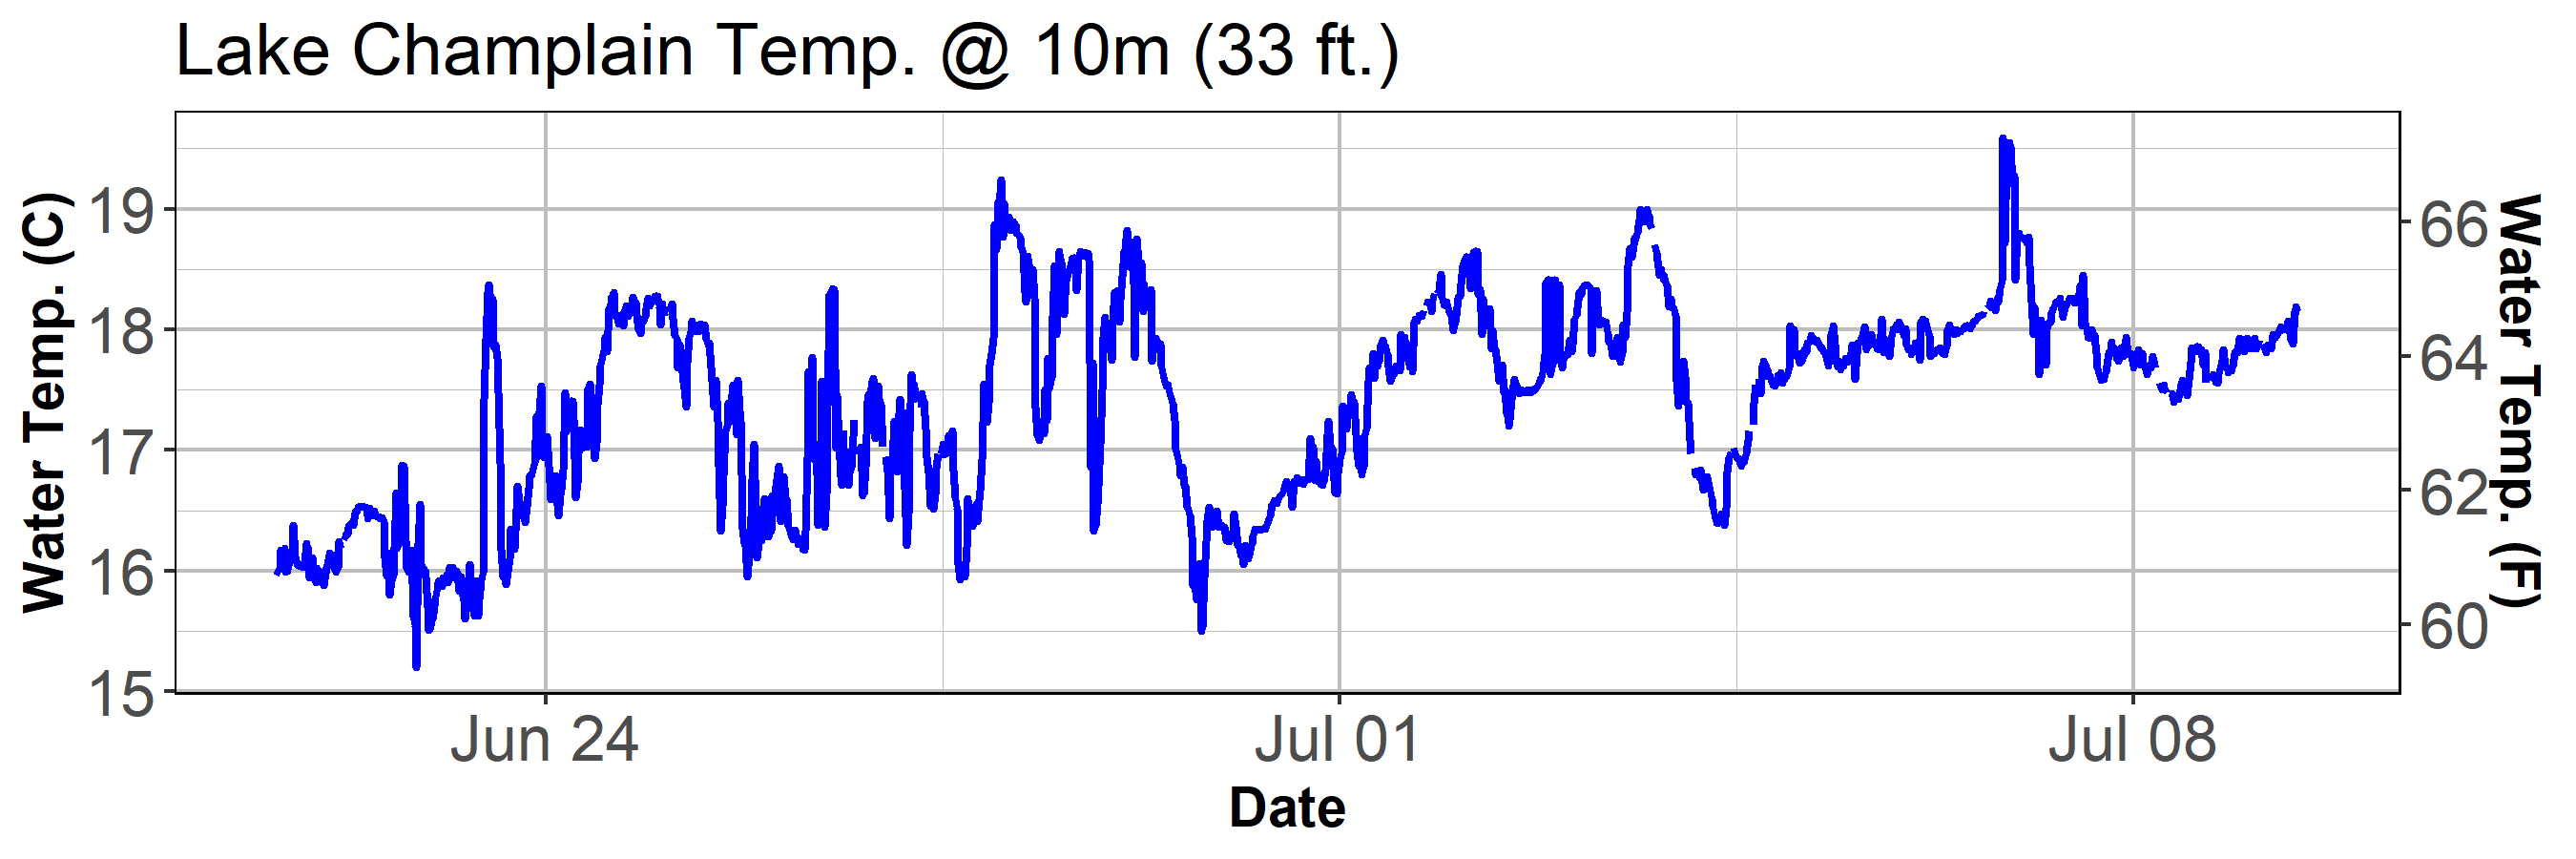 Lake Champlain Temp. @ 10m (33 ft.)
Water Temp. (C)
19
18
17
16
15
66
64
62
60
Water Temp. (F)
Jun 24
Jul 01
Jul 08
Date